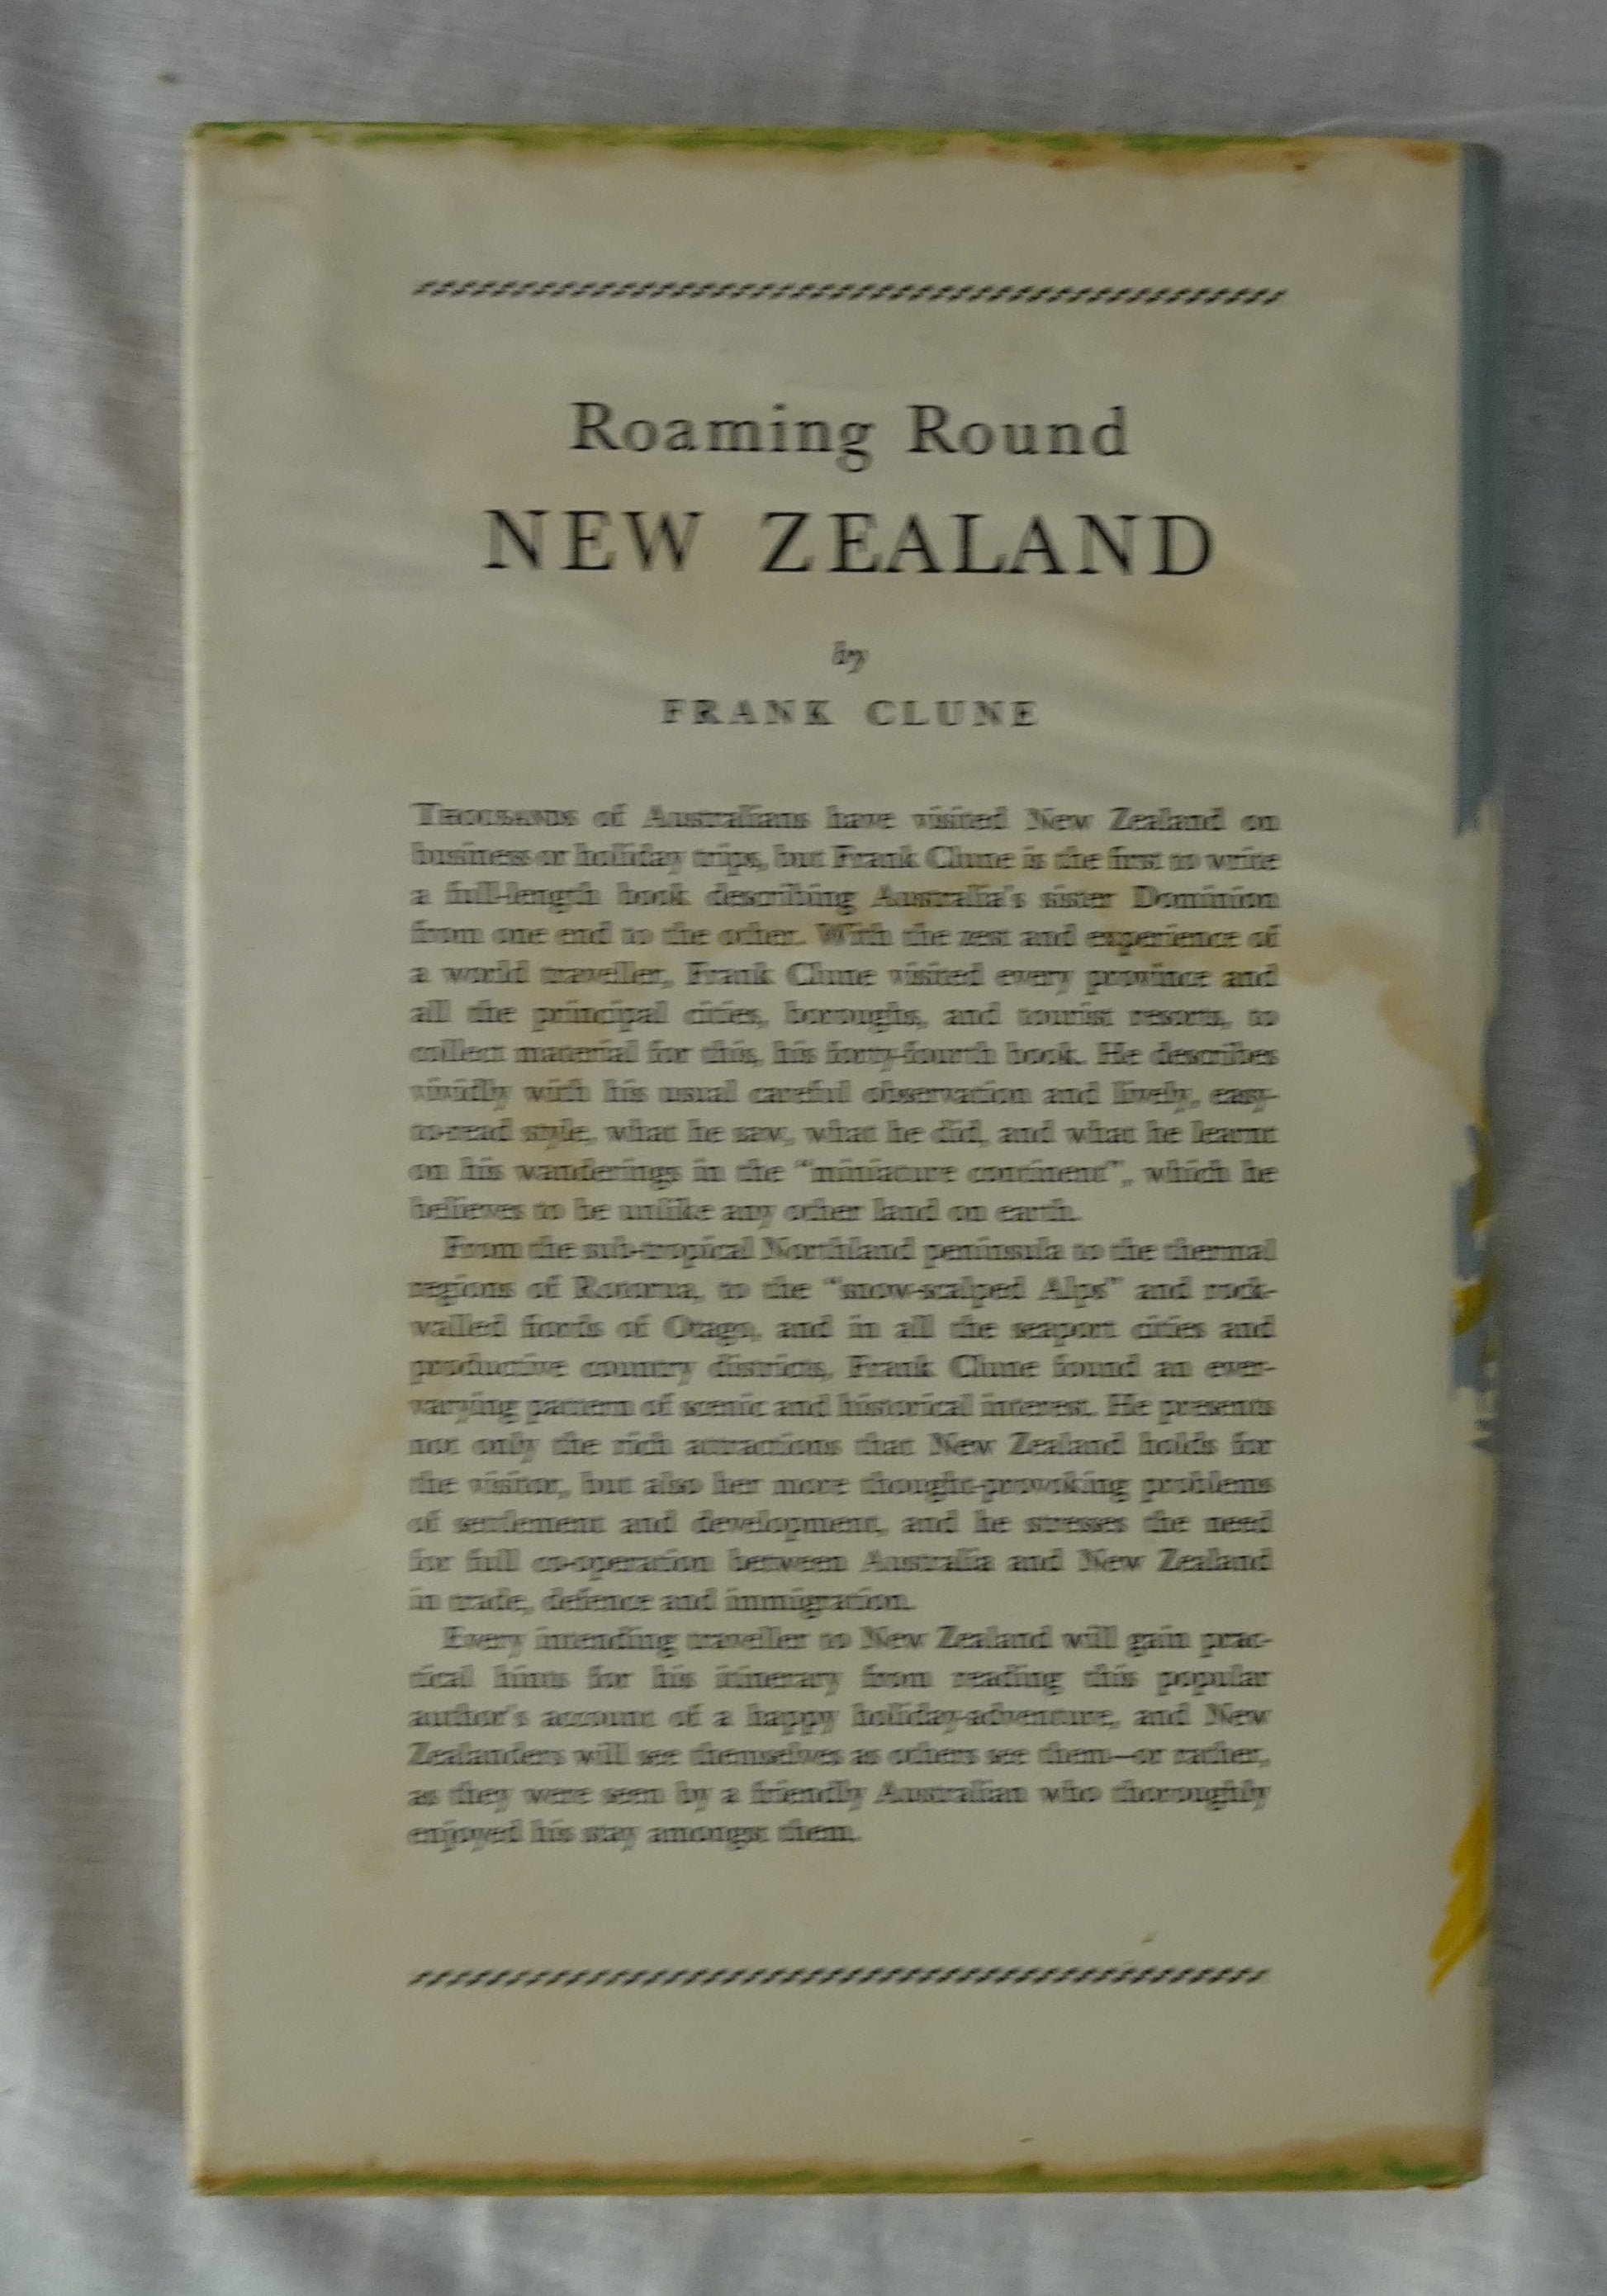 Roaming Round
NEW ZEALAND
by
FRANK CLUNE
THOUSANDS of Australians have visited New Zealand on
business or holiday trips, but Frank Clune is the first to write
a full-length book describing Australia's sister Dominion
from one end to the other. With the zest and experience of
a world traveller, Frank Clune visited every province and
all the principal cities, boroughs, and tourist resorts, to
collect material for this, his forty-fourth book. He describes
vividly with his usual careful observation and lively, easy-
to-read style, what he saw, what he did, and what he learnt
on his wanderings in the "miniature continent", which he
believes to be unlike any other land on earth.
From the sub-tropical Northland peninsula to the thermal
regions of Rotorua, to the "snow-scalped Alps" and rock-
walled fiords of Otago, and in all the seaport cities and
productive country districts, Frank Clune found an ever-
varying pattern of scenic and historical interest. He presents
not only the rich attractions that New Zealand holds for
the visitor, but also her more thought-provoking problems
of settlement and development, and he stresses the need
for full co-operation between Australia and New Zealand
in trade, defence and immigration.
Every intending traveller to New Zealand will gain prac-
tical hints for his itinerary from reading this popular
author's account of a happy holiday-adventure, and New
Zealanders will see themselves as others see them—or rather,
as they were seen by a friendly Australian who thoroughly
enjoyed his stay amongst them.